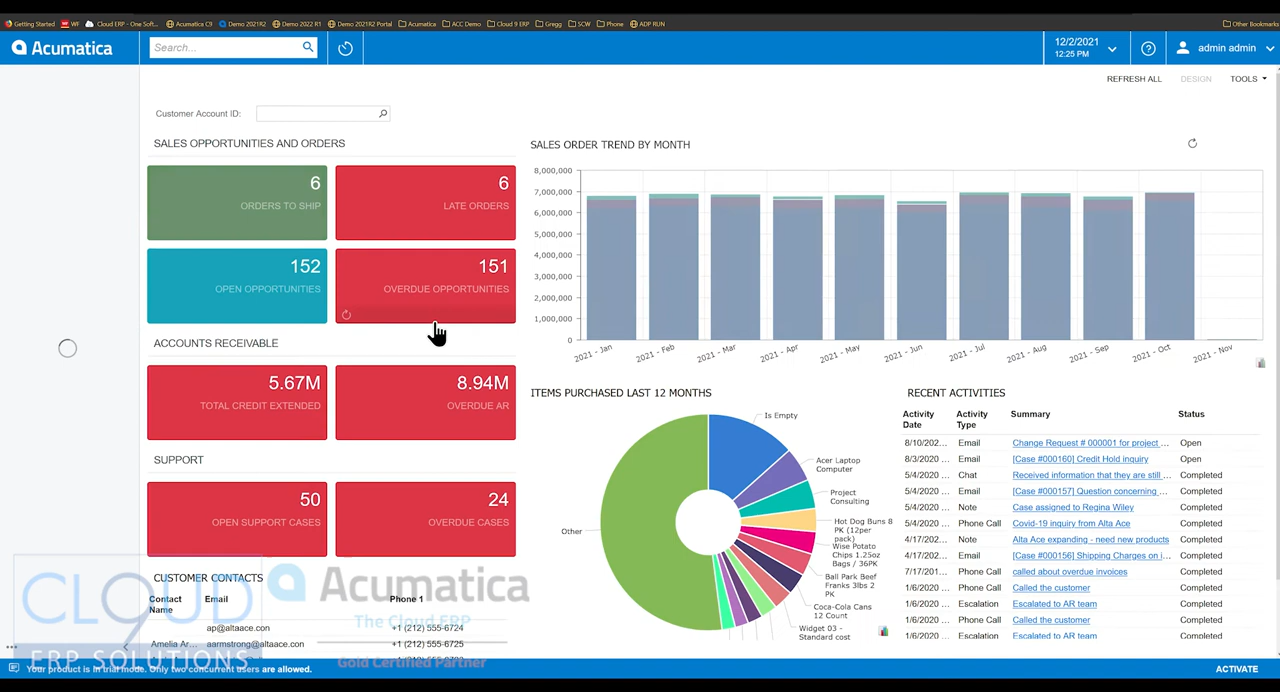 Getting Started WF WF Cloud ERP - One Soft... Acumatica C9 Demo 2021R2 Demo 2022 R1 Demo 2021R2 Portal Acumatica ACC Demo Cloud 9 ERP Gregg SCW Phone ADP RUN Other Bookmarks
Acumatica
Search...
12/2/2021
12:25 PM
admin admin
REFRESH ALL DESIGN TOOLS
Customer Account ID:
SALES OPPORTUNITIES AND ORDERS
6
ORDERS TO SHIP
6
LATE ORDERS
152
OPEN OPPORTUNITIES
151
OVERDUE OPPORTUNITIES
ACCOUNTS RECEIVABLE
5.67M
TOTAL CREDIT EXTENDED
8.94M
OVERDUE AR
SUPPORT
50
OPEN SUPPORT CASES
24
OVERDUE CASES
CUSTOMER CONTACTS
Contact
Name
Email
Phone 1
ap@altaace.con +1 (212) 555-6724
Amelia Ar... aarmstrong@altaace.con +1 (212) 555-6725
SALES ORDER TREND BY MONTH
8,000,000
7,000,000
6,000,000
5,000,000
4,000,000
3,000,000
2,000,000
1,000,000
0
2021 - Jan 2021 - Feb 2021 - Mar 2021 - Apr 2021 - May 2021 - Jun 2021 - Jul 2021 - Aug 2021 - Sep 2021 - Oct 2021 - Nov
ITEMS PURCHASED LAST 12 MONTHS
Is Empty
Acer Laptop
Computer
Project
Consulting
Hot Dog Buns 8
PK (12per
pack)
Wise Potato
Chips 1.25oz
Bags / 36PK
Ball Park Beef
Franks 3lbs 2
PK
Coca-Cola Cans
12 Count
Widget 03 -
Standard cost
Other
RECENT ACTIVITIES
Activity
Date
Activity
Type
Summary
Status
8/10/202... Email Change Request # 000001 for project ... Open
8/3/2020 ... Email [Case #000160] Credit Hold inquiry Open
5/4/2020 ... Chat Received information that they are still ... Completed
5/4/2020 ... Email [Case #000157] Question concerning ... Completed
5/4/2020 ... Note Case assigned to Regina Wiley Completed
5/4/2020 ... Phone Call Covid-19 inquiry from Alta Ace Completed
4/17/202... Note Alta Ace expanding - need new products Completed
4/17/202... Email [Case #000156] Shipping Charges on i... Completed
7/17/201... Phone Call called about overdue invoices Completed
1/6/2020 ... Phone Call Called the customer Completed
1/6/2020 ... Escalation Escalated to AR team Completed
1/6/2020 ... Phone Call Called the customer Completed
1/6/2020 ... Escalation Escalated to AR team Completed
CLOUD
9
ERP SOLUTIONS
Acumatica
The Cloud ERP
Gold Certified Partner
Your product is in trial mode. Only two concurrent users are allowed.
ACTIVATE